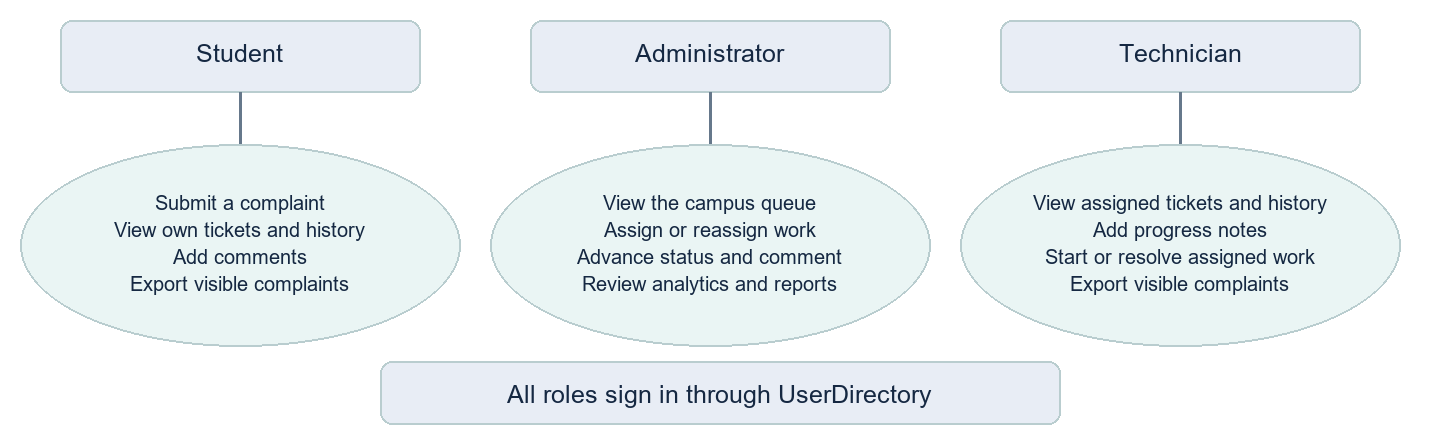 Student
Administrator
Technician
Submit a complaint
View own tickets and history
Add comments
Export visible complaints
View the campus queue
Assign or reassign work
Advance status and comment
Review analytics and reports
View assigned tickets and history
Add progress notes
Start or resolve assigned work
Export visible complaints
All roles sign in through UserDirectory